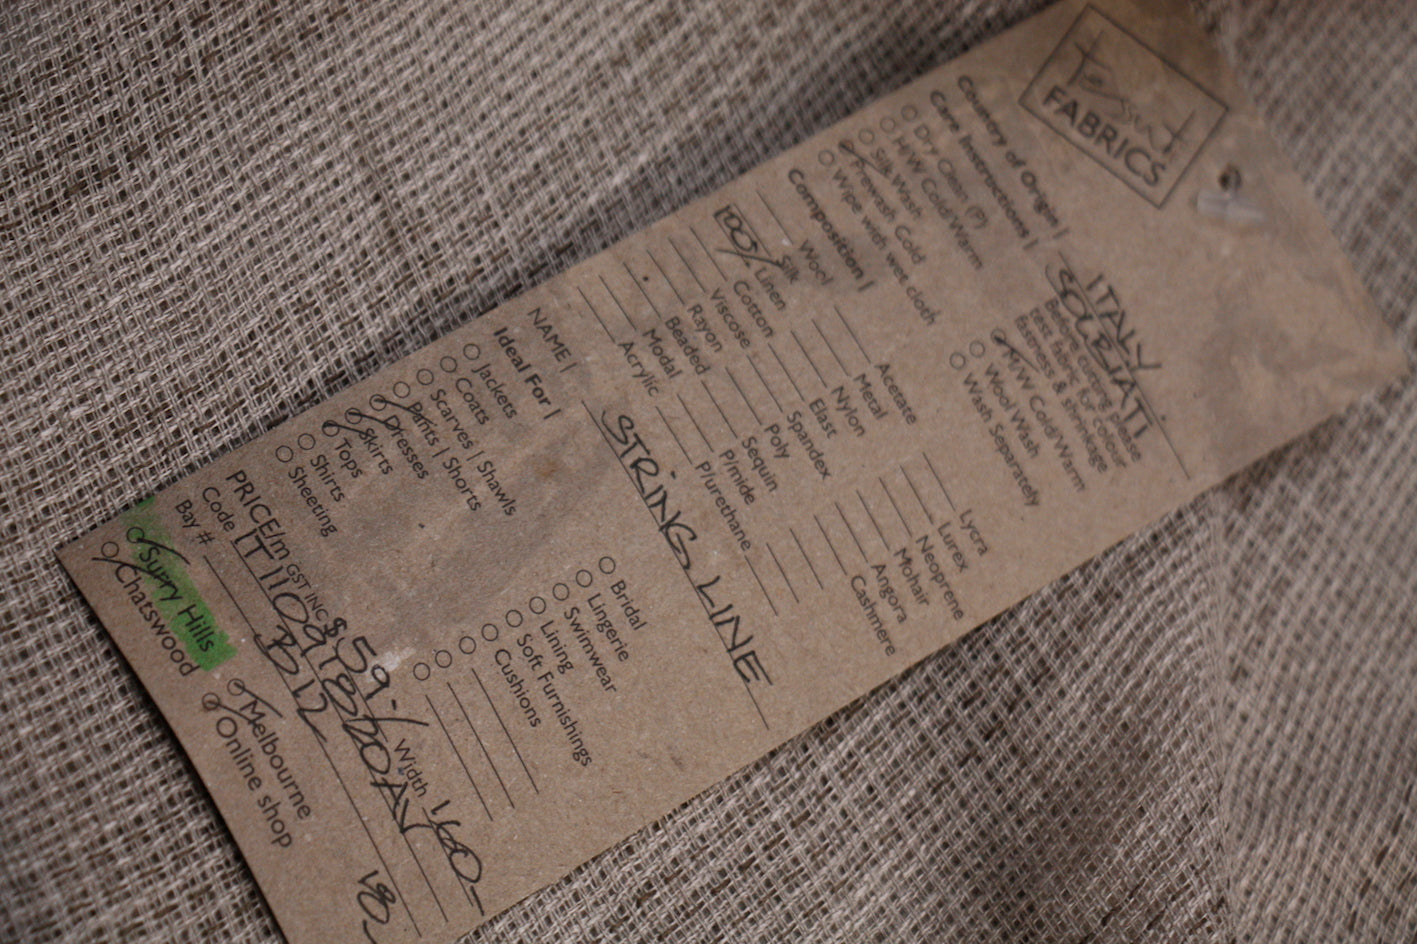 Tessuti
FABRICS
Country of Origin | ITALY
Care Instructions | SOLBIATI
Dry Clean (P)
H/W Cold/Warm
Silk Wash
Prewash Cold
Wipe with wet cloth
Before cutting please
test fabric for colour
fastness & shrinkage
M/W Cold/Warm
Wool Wash
Wash Separately
Composition |
Wool
Silk
100% Linen
Cotton
Viscose
Rayon
Beaded
Modal
Acrylic
Acetate
Metal
Nylon
Elast
Spandex
Poly
Sequin
P/mide
P/urethane
Lycra
Lurex
Neoprene
Mohair
Angora
Cashmere
NAME | STRING LINE
Ideal For |
Jackets
Coats
Scarves | Shawls
Pants | Shorts
Dresses
Skirts
Tops
Shirts
Sheeting
Bridal
Lingerie
Swimwear
Lining
Soft Furnishings
Cushions
PRICE/m GST INC $ 59.-/ Width 140-
Code
Bay # B12
Surry Hills
Chatswood
Melbourne
Online shop